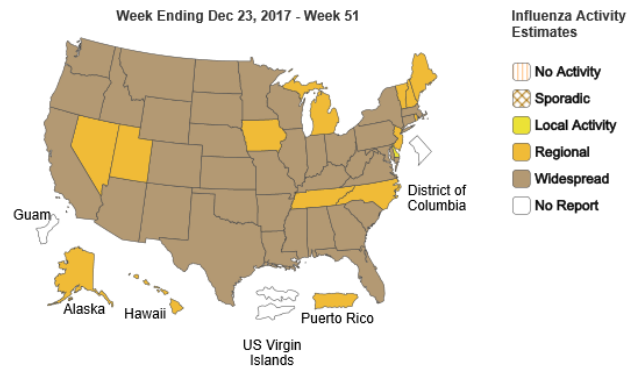 Week Ending Dec 23, 2017 - Week 51
Influenza Activity
Estimates
No Activity
Sporadic
Local Activity
Regional
Widespread
No Report
District of
Columbia
Guam
Alaska
Hawaii
Puerto Rico
US Virgin
Islands